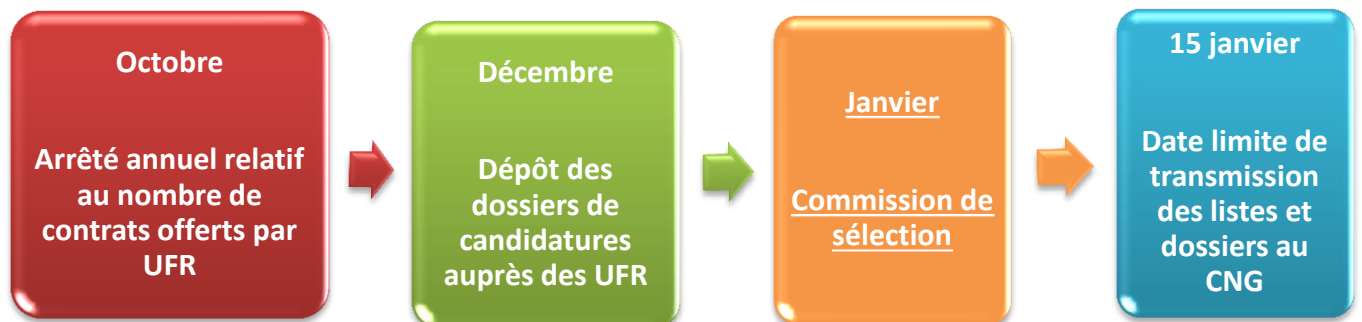 Octobre
Arrêté annuel relatif
au nombre de
contrats offerts par
UFR
Décembre
Dépôt des
dossiers de
candidatures
auprès des UFR
Janvier
Commission de
sélection
15 janvier
Date limite de
transmission
des listes et
dossiers au
CNG